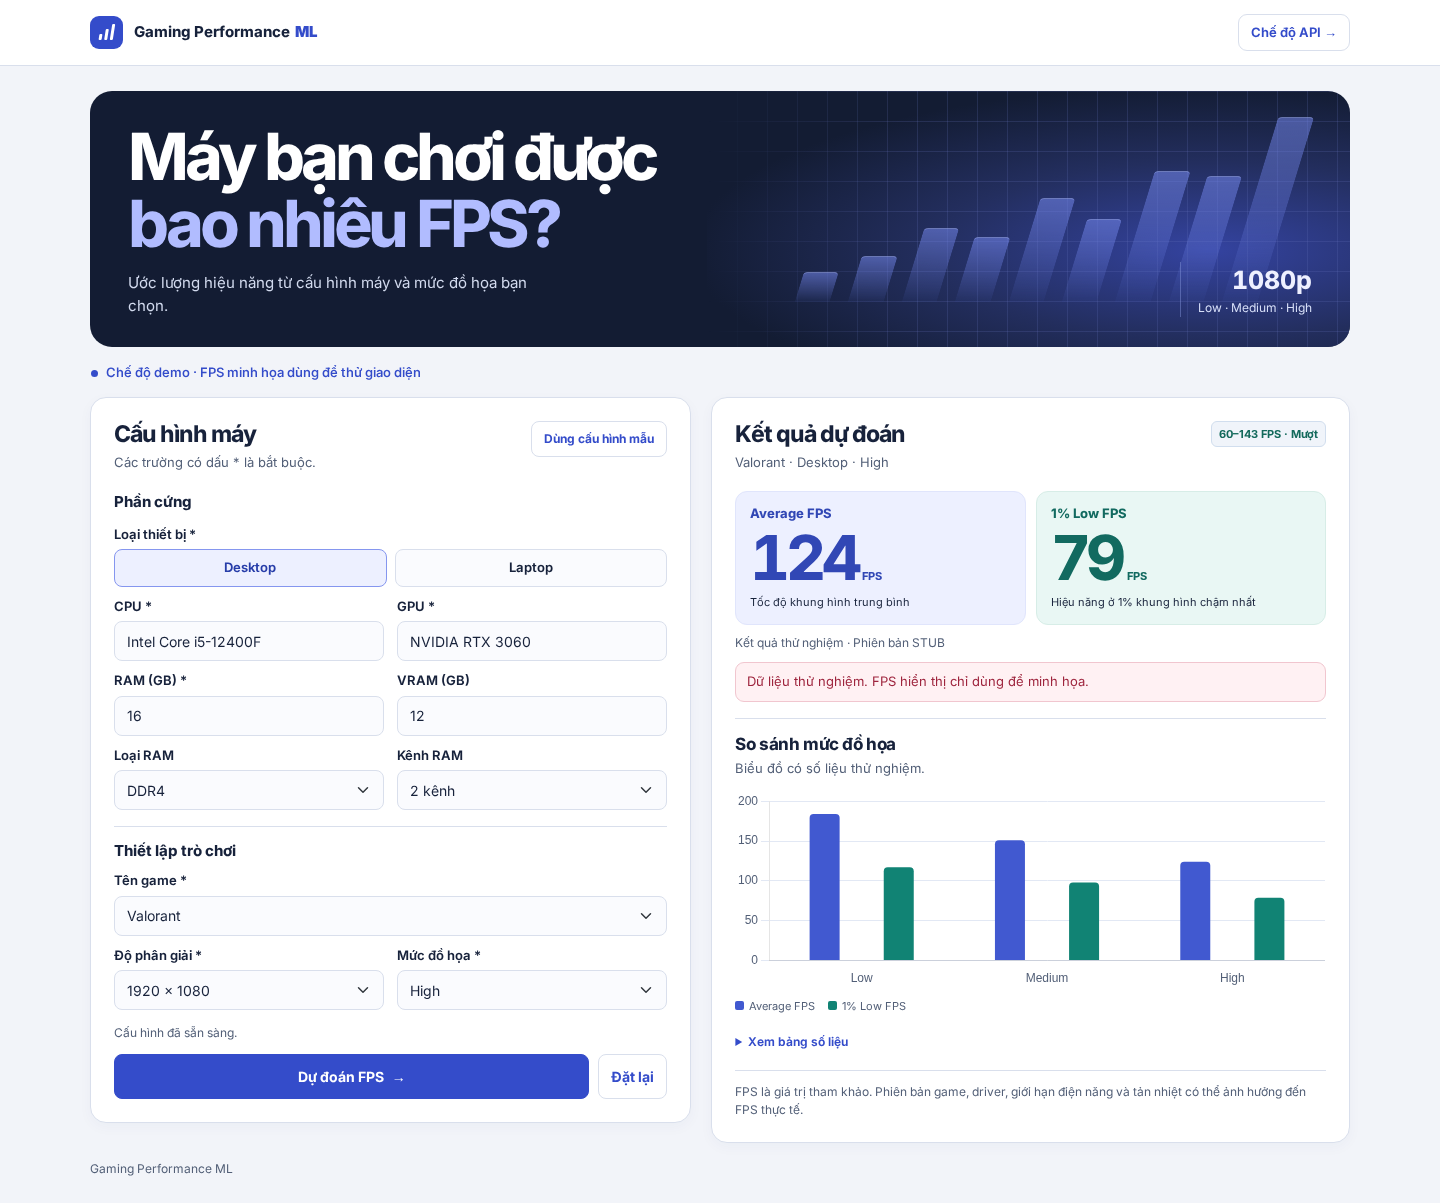 Gaming Performance ML
Chế độ API →
Máy bạn chơi được
bao nhiêu FPS?
Ước lượng hiệu năng từ cấu hình máy và mức đồ họa bạn
chọn.
1080p
Low · Medium · High
Chế độ demo · FPS minh họa dùng để thử giao diện
Cấu hình máy
Dùng cấu hình mẫu
Các trường có dấu * là bắt buộc.
Phần cứng
Loại thiết bị *
Desktop
Laptop
CPU *
GPU *
Intel Core i5-12400F
NVIDIA RTX 3060
RAM (GB) *
VRAM (GB)
16
12
Loại RAM
Kênh RAM
DDR4
2 kênh
Thiết lập trò chơi
Tên game *
Valorant
Độ phân giải *
Mức đồ họa *
1920 × 1080
High
Cấu hình đã sẵn sàng.
Dự đoán FPS →
Đặt lại
Kết quả dự đoán
60–143 FPS · Mượt
Valorant · Desktop · High
Average FPS
124 FPS
Tốc độ khung hình trung bình
1% Low FPS
79 FPS
Hiệu năng ở 1% khung hình chậm nhất
Kết quả thử nghiệm · Phiên bản STUB
Dữ liệu thử nghiệm. FPS hiển thị chỉ dùng để minh họa.
So sánh mức đồ họa
Biểu đồ có số liệu thử nghiệm.
200
150
100
50
0
Low
Medium
High
Average FPS
1% Low FPS
Xem bảng số liệu
FPS là giá trị tham khảo. Phiên bản game, driver, giới hạn điện năng và tản nhiệt có thể ảnh hưởng đến
FPS thực tế.
Gaming Performance ML